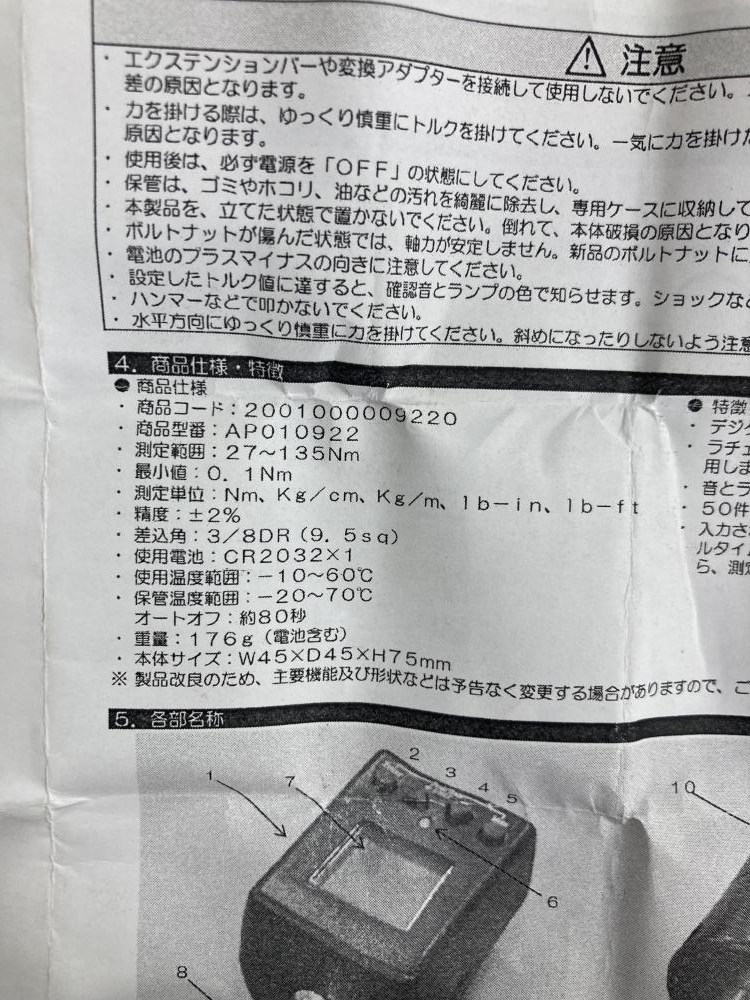 ⚠ 注意
・エクステンションバーや変換アダプターを接続して使用しないでください。
差の原因となります。
・力を掛ける際は、ゆっくり慎重にトルクを掛けてください。一気に力を掛けた
原因となります。
・使用後は、必ず電源を「OFF」の状態にしてください。
・保管は、ゴミやホコリ、油などの汚れを綺麗に除去し、専用ケースに収納して
・本製品を、立てた状態で置かないでください。倒れて、本体破損の原因となり
・ボルトナットが傷んだ状態では、軸力が安定しません。新品のボルトナットに
・電池のプラスマイナスの向きに注意してください。
・設定したトルク値に達すると、確認音とランプの色で知らせます。ショックな
・ハンマーなどで叩かないでください。
・水平方向にゆっくり慎重に力を掛けてください。斜めになったりしないよう注意
4．商品仕様・特徴
●商品仕様
・商品コード：2001000009220
・商品型番：AP010922
・測定範囲：27～135Nm
・最小値：0．1Nm
・測定単位：Nm、Kg／cm、Kg／m、lb－in、lb－ft
・精度：±2％
・差込角：3／8DR（9．5sq）
・使用電池：CR2032×1
・使用温度範囲：－10～60℃
・保管温度範囲：－20～70℃
オートオフ：約80秒
・重量：176g（電池含む）
・本体サイズ：W45×D45×H75mm
※製品改良のため、主要機能及び形状などは予告なく変更する場合がありますので、ご
●特徴
・デジ
・ラチェ
用しま
・音とラ
・50件
・入力さ
ルタイ
ら、測
5．各部名称
1
7
2
3
4
5
6
8
10